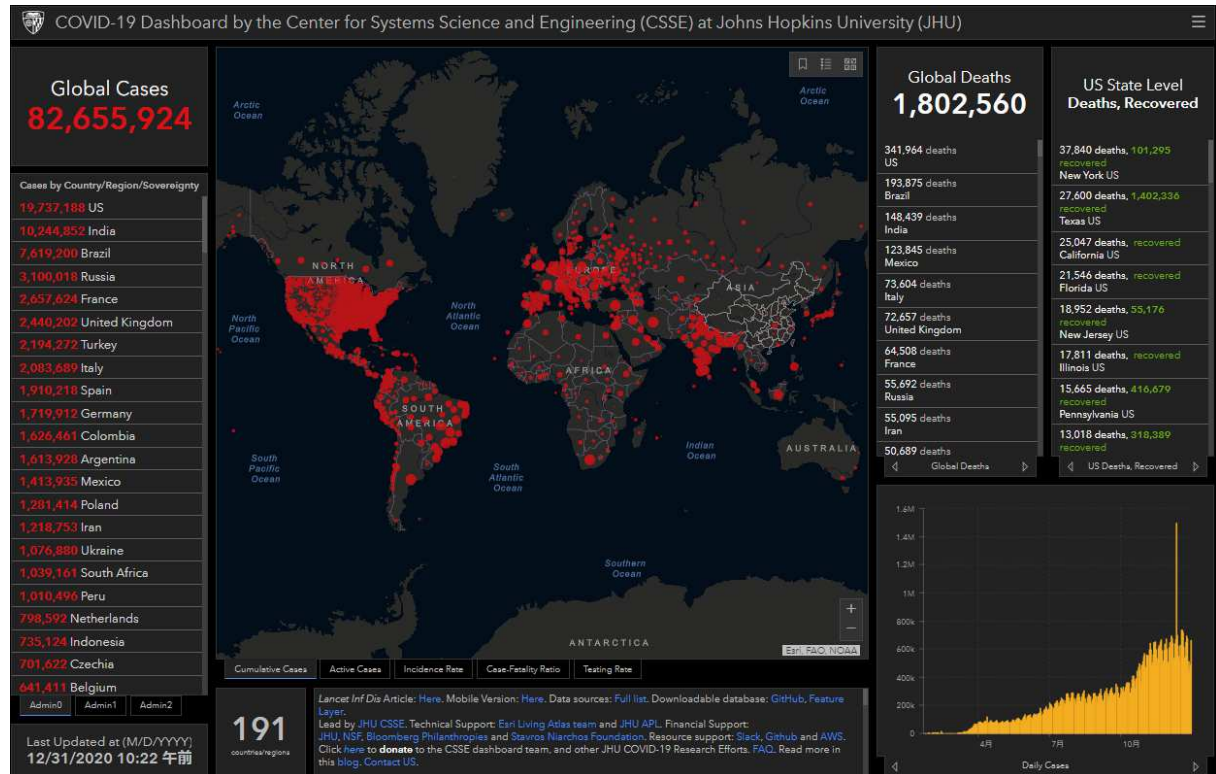 COVID-19 Dashboard by the Center for Systems Science and Engineering (CSSE) at Johns Hopkins University (JHU)
Global Cases
82,655,924
Cases by Country/Region/Sovereignty
19,737,188 US
10,244,852 India
7,619,200 Brazil
3,100,018 Russia
2,657,624 France
2,440,202 United Kingdom
2,194,272 Turkey
2,083,689 Italy
1,910,218 Spain
1,719,912 Germany
1,626,461 Colombia
1,613,928 Argentina
1,413,935 Mexico
1,281,414 Poland
1,218,753 Iran
1,076,880 Ukraine
1,039,161 South Africa
1,010,496 Peru
798,592 Netherlands
735,124 Indonesia
701,622 Czechia
641,411 Belgium
Admin0
Admin1
Admin2
Last Updated at (M/D/YYYY)
12/31/2020 10:22 午前
Arctic
Ocean
Arctic
Ocean
NORTH
AMERICA
EUROPE
ASIA
North
Pacific
Ocean
North
Atlantic
Ocean
AFRICA
SOUTH
AMERICA
Indian
Ocean
AUSTRALIA
South
Pacific
Ocean
South
Atlantic
Ocean
Southern
Ocean
ANTARCTICA
+
−
Esri, FAO, NOAA
Cumulative Cases
Active Cases
Incidence Rate
Case-Fatality Ratio
Testing Rate
191
countries/regions
Lancet Inf Dis Article: Here. Mobile Version: Here. Data sources: Full list. Downloadable database: GitHub, Feature
Layer.
Lead by JHU CSSE. Technical Support: Esri Living Atlas team and JHU APL. Financial Support:
JHU, NSF, Bloomberg Philanthropies and Stavros Niarchos Foundation. Resource support: Slack, Github and AWS.
Click here to donate to the CSSE dashboard team, and other JHU COVID-19 Research Efforts. FAQ. Read more in
this blog. Contact US.
Global Deaths
1,802,560
341,964 deaths
US
193,875 deaths
Brazil
148,439 deaths
India
123,845 deaths
Mexico
73,604 deaths
Italy
72,657 deaths
United Kingdom
64,508 deaths
France
55,692 deaths
Russia
55,095 deaths
Iran
50,689 deaths
Global Deaths
US State Level
Deaths, Recovered
37,840 deaths, 101,295
recovered
New York US
27,600 deaths, 1,402,336
recovered
Texas US
25,047 deaths, recovered
California US
21,546 deaths, recovered
Florida US
18,952 deaths, 55,176
recovered
New Jersey US
17,811 deaths, recovered
Illinois US
15,665 deaths, 416,679
recovered
Pennsylvania US
13,018 deaths, 318,389
recovered
US Deaths, Recovered
1.6M
1.4M
1.2M
1M
800k
600k
400k
200k
0
4月
7月
10月
Daily Cases